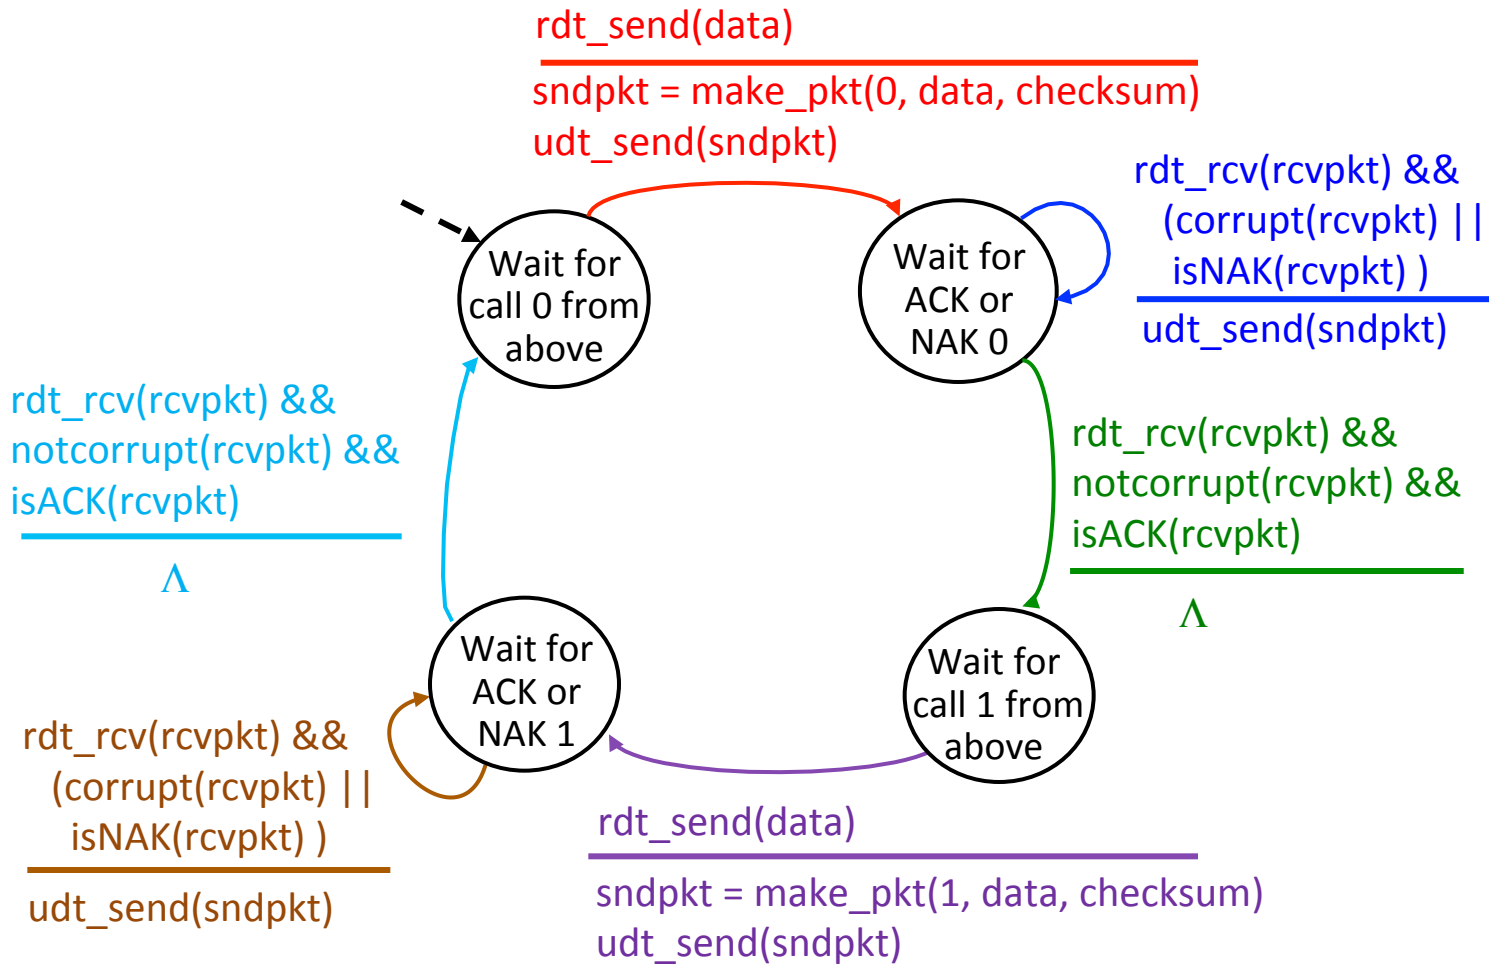 rdt_send(data)
sndpkt = make_pkt(0, data, checksum)
udt_send(sndpkt)
rdt_rcv(rcvpkt) &&
(corrupt(rcvpkt) ||
isNAK(rcvpkt) )
udt_send(sndpkt)
Wait for
call 0 from
above
Wait for
ACK or
NAK 0
rdt_rcv(rcvpkt) &&
notcorrupt(rcvpkt) &&
isACK(rcvpkt)
Λ
rdt_rcv(rcvpkt) &&
notcorrupt(rcvpkt) &&
isACK(rcvpkt)
Λ
Wait for
ACK or
NAK 1
Wait for
call 1 from
above
rdt_rcv(rcvpkt) &&
(corrupt(rcvpkt) ||
isNAK(rcvpkt) )
udt_send(sndpkt)
rdt_send(data)
sndpkt = make_pkt(1, data, checksum)
udt_send(sndpkt)